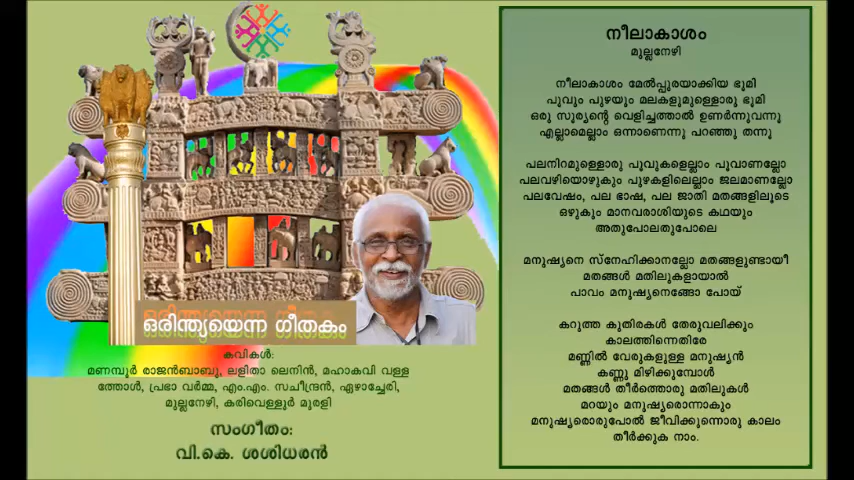 ഒരിന്ത്യയെന്ന ഗീതകം
കവികൾ:
മണമ്പൂർ രാജൻബാബു, ലളിതാ ലെനിൻ, മഹാകവി വള്ള
ത്തോൾ, പ്രഭാ വർമ്മ, എം.എം. സചീന്ദ്രൻ, ഏഴാച്ചേരി,
മുല്ലനേഴി, കരിവെള്ളൂർ മുരളി
സംഗീതം:
വി.കെ. ശശിധരൻ
നീലാകാശം
മുല്ലനേഴി
നീലാകാശം മേൽപ്പുരയാക്കിയ ഭൂമി
പൂവും പുഴയും മലകളുമുള്ളൊരു ഭൂമി
ഒരു സൂര്യന്റെ വെളിച്ചത്താൽ ഉണർന്നുവന്നൂ
എല്ലാമെല്ലാം ഒന്നാണെന്നു പറഞ്ഞു തന്നൂ
പലനിറമുള്ളൊരു പൂവുകളെല്ലാം പൂവാണല്ലോ
പലവഴിയൊഴുകും പുഴകളിലെല്ലാം ജലമാണല്ലോ
പലവേഷം, പല ഭാഷ, പല ജാതി മതങ്ങളിലൂടെ
ഒഴുകും മാനവരാശിയുടെ കഥയും
അതുപോലതുപോലെ
മനുഷ്യനെ സ്നേഹിക്കാനല്ലോ മതങ്ങളുണ്ടായീ
മതങ്ങൾ മതിലുകളായാൽ
പാവം മനുഷ്യനെങ്ങോ പോയ്
കറുത്ത കുതിരകൾ തേരുവലിക്കും
കാലത്തിന്നെതിരേ
മണ്ണിൽ വേരുകളുള്ള മനുഷ്യൻ
കണ്ണു മിഴിക്കുമ്പോൾ
മതങ്ങൾ തീർത്തൊരു മതിലുകൾ
മറയും മനുഷ്യരൊന്നാകും
മനുഷ്യരൊരുപോൽ ജീവിക്കുന്നൊരു കാലം
തീർക്കുക നാം.